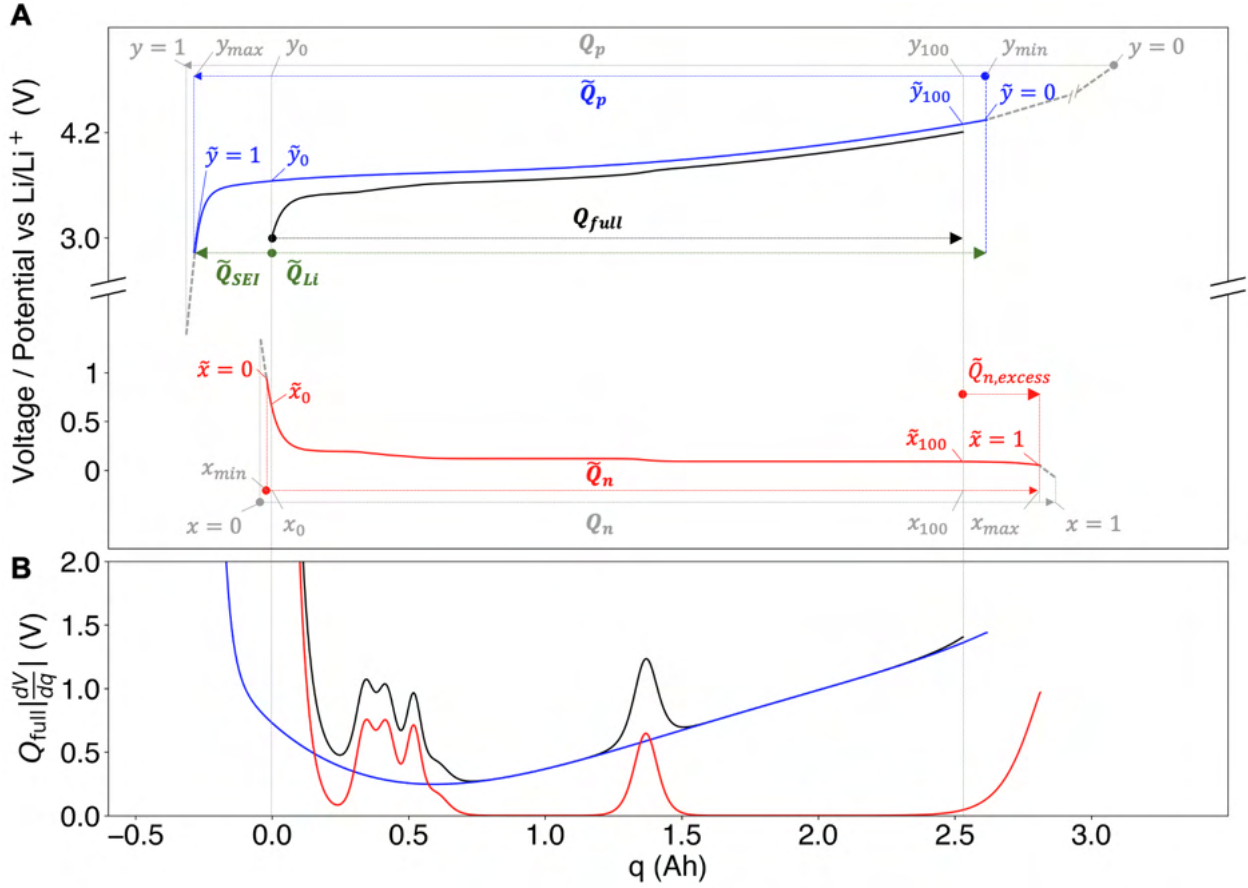 A
y = 1 y_max y_0 Q_p y_100 y_min y = 0
Q̃_p
ỹ = 1 ỹ_0 ỹ_100 ỹ = 0
Q_full
Q̃_SEI Q̃_Li
x̃ = 0 x̃_0 Q̃_n,excess
x̃_100 x̃ = 1
x_min Q̃_n
x = 0 x_0 Q_n x_100 x_max x = 1
Voltage / Potential vs Li/Li⁺ (V)
4.2
3.0
1
0.5
0
B
Q_full|dV/dq| (V)
2.0
1.5
1.0
0.5
0.0
−0.5 0.0 0.5 1.0 1.5 2.0 2.5 3.0
q (Ah)